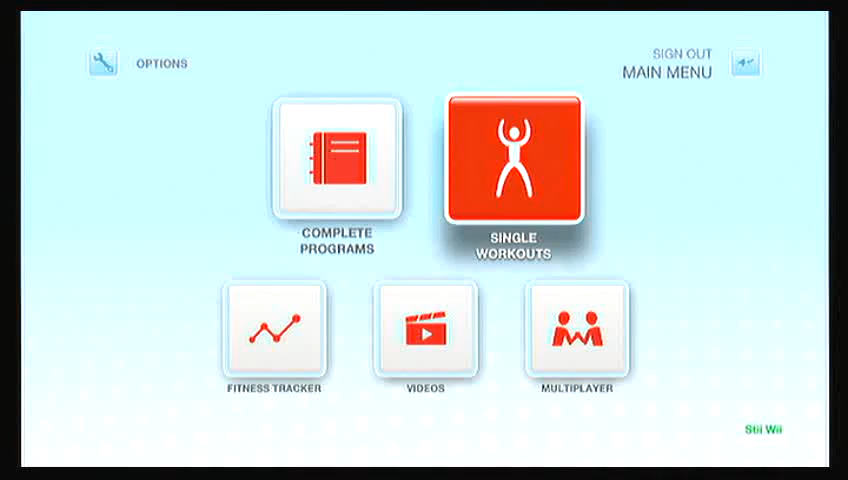 OPTIONS
SIGN OUT
MAIN MENU
COMPLETE
PROGRAMS
SINGLE
WORKOUTS
FITNESS TRACKER
VIDEOS
MULTIPLAYER
Stii Wii